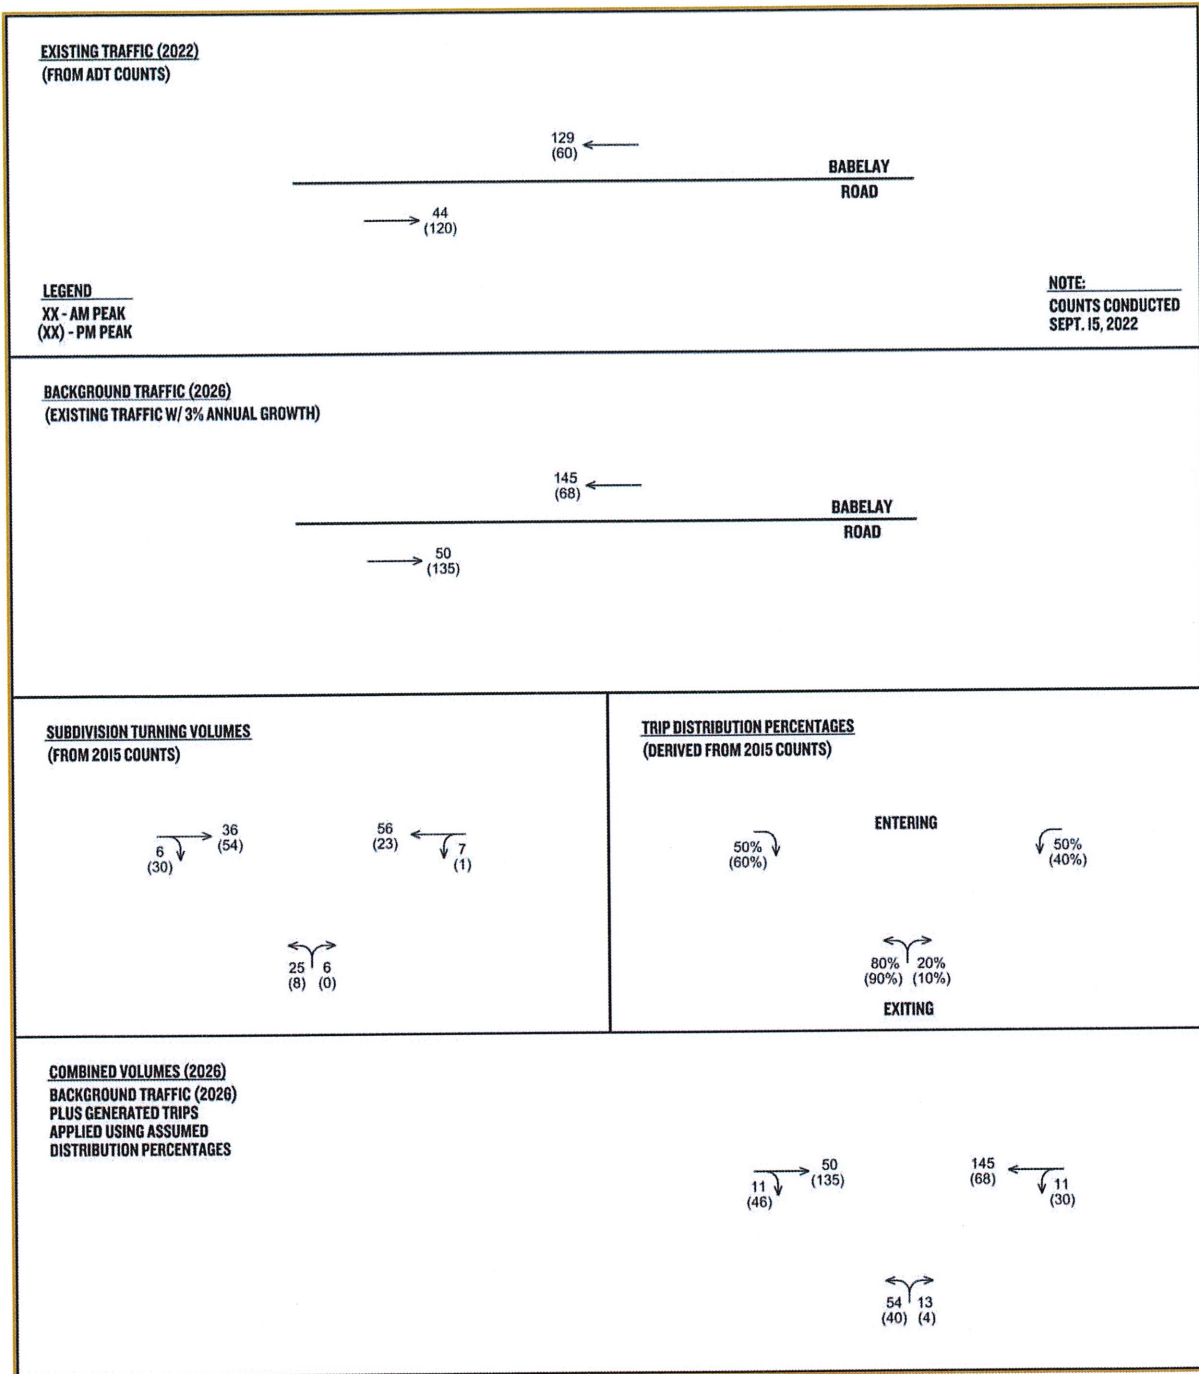 EXISTING TRAFFIC (2022)
(FROM ADT COUNTS)
129
(60)
BABELAY
ROAD
44
(120)
LEGEND
XX - AM PEAK
(XX) - PM PEAK
NOTE:
COUNTS CONDUCTED
SEPT. 15, 2022
BACKGROUND TRAFFIC (2026)
(EXISTING TRAFFIC W/ 3% ANNUAL GROWTH)
145
(68)
BABELAY
ROAD
50
(135)
SUBDIVISION TURNING VOLUMES
(FROM 2015 COUNTS)
36
(54)
6
(30)
56
(23)
7
(1)
25 6
(8) (0)
TRIP DISTRIBUTION PERCENTAGES
(DERIVED FROM 2015 COUNTS)
ENTERING
50%
(60%)
50%
(40%)
80% 20%
(90%) (10%)
EXITING
COMBINED VOLUMES (2026)
BACKGROUND TRAFFIC (2026)
PLUS GENERATED TRIPS
APPLIED USING ASSUMED
DISTRIBUTION PERCENTAGES
50
(135)
11
(46)
145
(68)
11
(30)
54 13
(40) (4)